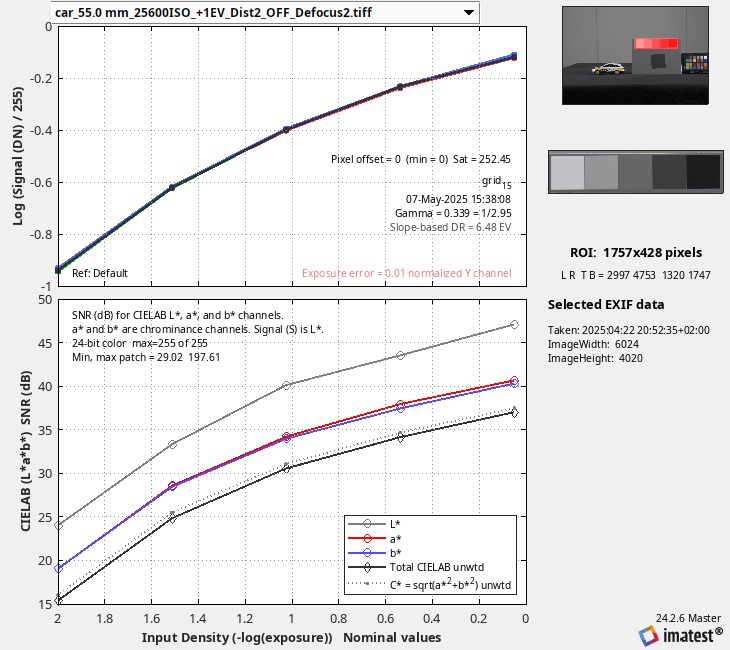 car_55.0 mm_25600ISO_+1EV_Dist2_OFF_Defocus2.tiff
0
-0.2
-0.4
-0.6
-0.8
-1
Log (Signal (DN) / 255)
Pixel offset = 0 (min = 0) Sat = 252.45
grid_15
07-May-2025 15:38:08
Gamma = 0.339 = 1/2.95
Slope-based DR = 6.48 EV
Ref: Default
Exposure error = 0.01 normalized Y channel
ROI: 1757x428 pixels
L R T B = 2997 4753 1320 1747
Selected EXIF data
Taken: 2025:04:22 20:52:35+02:00
ImageWidth: 6024
ImageHeight: 4020
50
45
40
35
30
25
20
15
CIELAB (L*a*b*) SNR (dB)
SNR (dB) for CIELAB L*, a*, and b* channels.
a* and b* are chrominance channels. Signal (S) is L*.
24-bit color max=255 of 255
Min, max patch = 29.02 197.61
L*
a*
b*
Total CIELAB unwtd
C* = sqrt(a*²+b*²) unwtd
2 1.8 1.6 1.4 1.2 1 0.8 0.6 0.4 0.2 0
Input Density (-log(exposure)) Nominal values
24.2.6 Master
imatest®